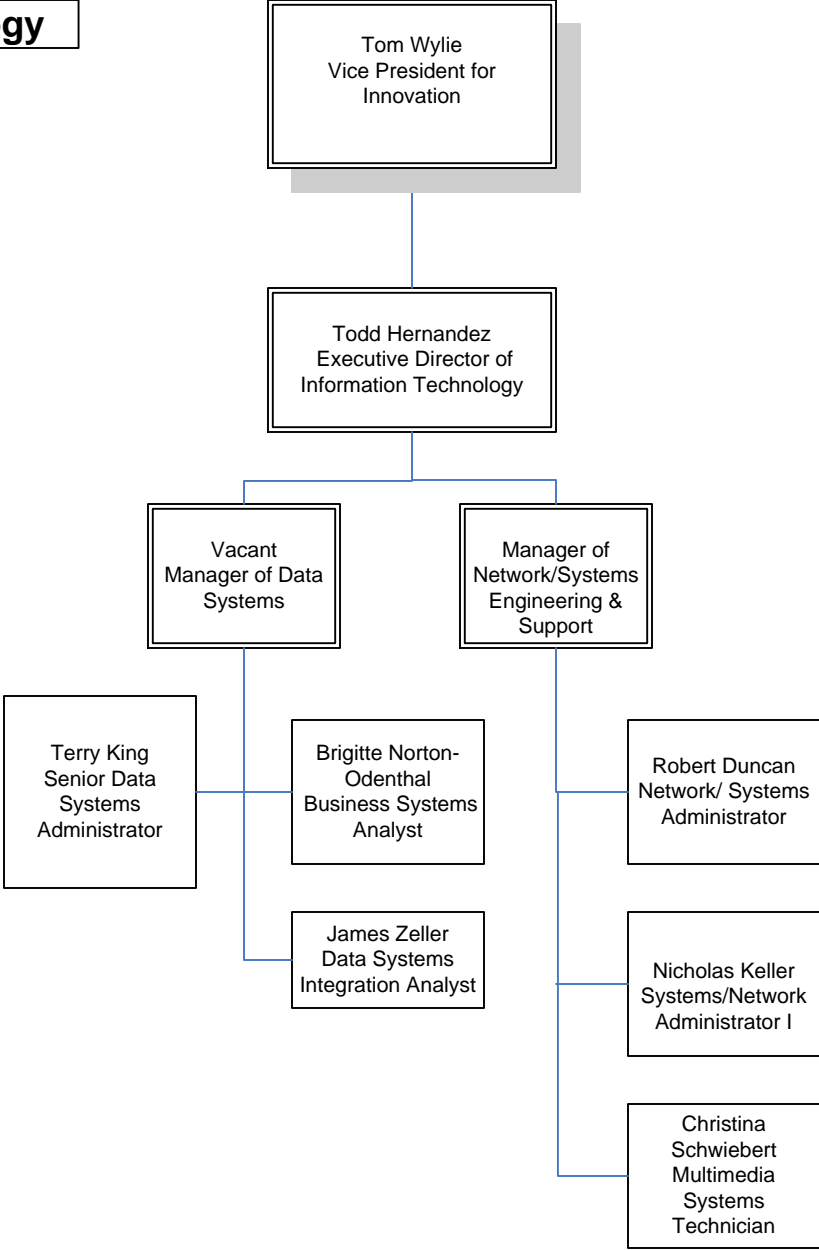 gy
Tom Wylie
Vice President for
Innovation
Todd Hernandez
Executive Director of
Information Technology
Vacant
Manager of Data
Systems
Manager of
Network/Systems
Engineering &
Support
Terry King
Senior Data
Systems
Administrator
Brigitte Norton-
Odenthal
Business Systems
Analyst
Robert Duncan
Network/ Systems
Administrator
James Zeller
Data Systems
Integration Analyst
Nicholas Keller
Systems/Network
Administrator I
Christina
Schwiebert
Multimedia
Systems
Technician